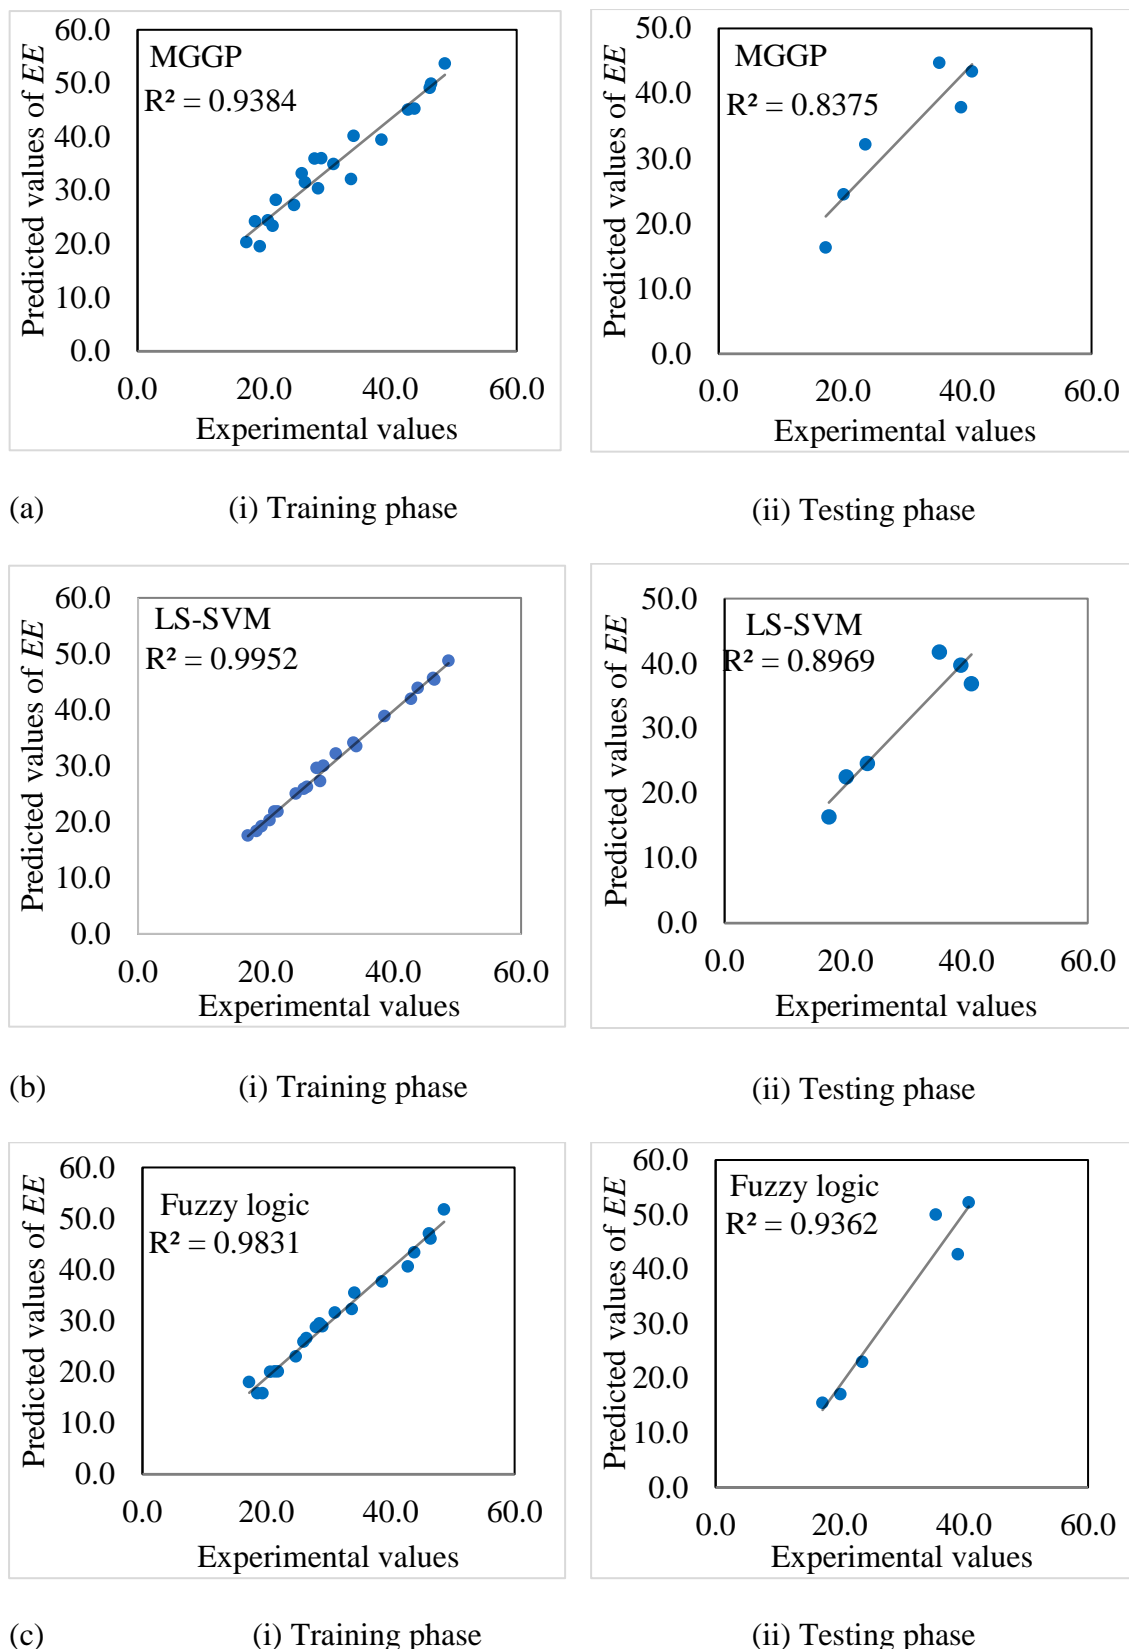 60.0
50.0
40.0
30.0
20.0
10.0
0.0
Predicted values of EE
MGGP
R² = 0.9384
0.0 20.0 40.0 60.0
Experimental values
50.0
40.0
30.0
20.0
10.0
0.0
Predicted values of EE
MGGP
R² = 0.8375
0.0 20.0 40.0 60.0
Experimental values
(a) (i) Training phase (ii) Testing phase
60.0
50.0
40.0
30.0
20.0
10.0
0.0
Predicted values of EE
LS-SVM
R² = 0.9952
0.0 20.0 40.0 60.0
Experimental values
50.0
40.0
30.0
20.0
10.0
0.0
Predicted values of EE
LS-SVM
R² = 0.8969
0.0 20.0 40.0 60.0
Experimental values
(b) (i) Training phase (ii) Testing phase
60.0
50.0
40.0
30.0
20.0
10.0
0.0
Predicted values of EE
Fuzzy logic
R² = 0.9831
0.0 20.0 40.0 60.0
Experimental values
60.0
50.0
40.0
30.0
20.0
10.0
0.0
Predicted values of EE
Fuzzy logic
R² = 0.9362
0.0 20.0 40.0 60.0
Experimental values
(c) (i) Training phase (ii) Testing phase